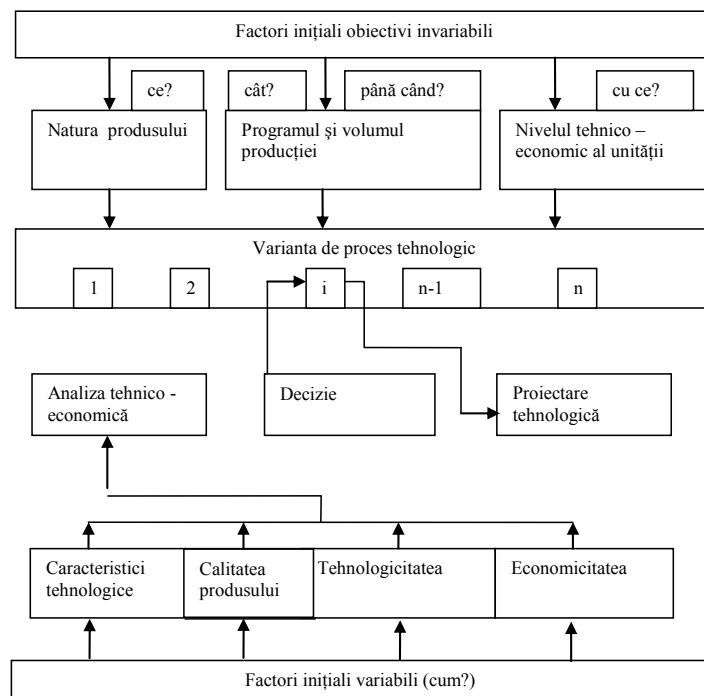 Factori inițiali obiectivi invariabili
ce?
cât?
până când?
cu ce?
Natura produsului
Programul şi volumul
producției
Nivelul tehnico –
economic al unității
Varianta de proces tehnologic
1
2
i
n-1
n
Analiza tehnico -
economică
Decizie
Proiectare
tehnologică
Caracteristici
tehnologice
Calitatea
produsului
Tehnologicitatea
Economicitatea
Factori inițiali variabili (cum?)